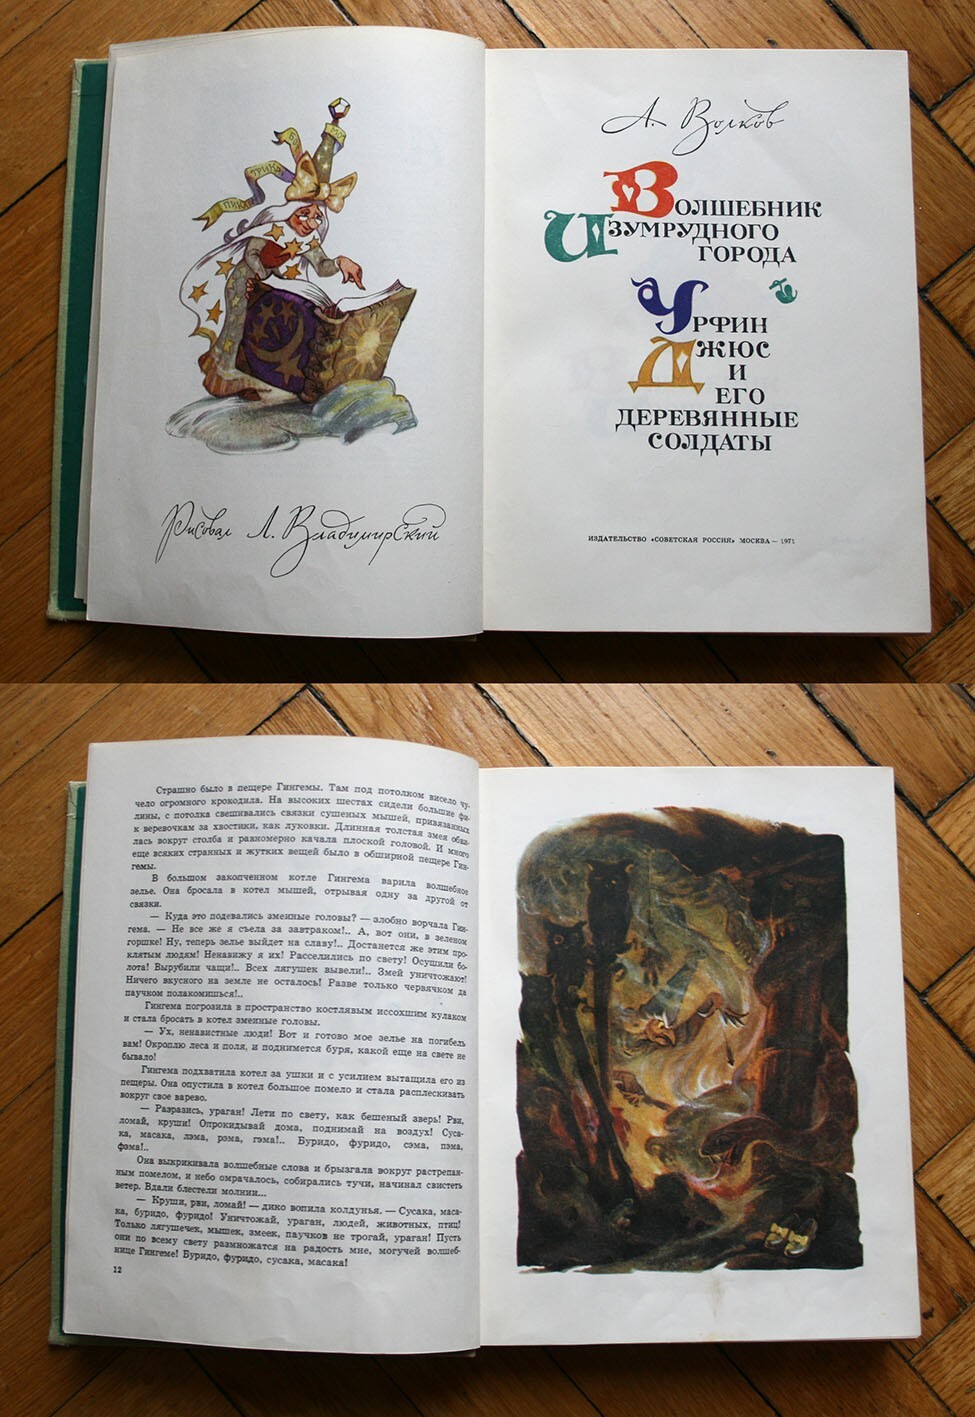 БА
МО
ТРИКА
ПИКА
Рисовал Л. Владимирский
А. Волков
ВОЛШЕБНИК
ИЗУМРУДНОГО
ГОРОДА
УРФИН
ДЖЮС
И
ЕГО
ДЕРЕВЯННЫЕ
СОЛДАТЫ
ИЗДАТЕЛЬСТВО «СОВЕТСКАЯ РОССИЯ» МОСКВА — 1971
Страшно было в пещере Гингемы. Там под потолком висело чу-
чело огромного крокодила. На высоких шестах сидели большие фи-
лины, с потолка свешивались связки сушеных мышей, привязанных
к веревочкам за хвостики, как луковки. Длинная толстая змея обви-
лась вокруг столба и равномерно качала плоской головой. И много
еще всяких странных и жутких вещей было в обширной пещере Гин-
гемы.
В большом закопченном котле Гингема варила волшебное
зелье. Она бросала в котел мышей, отрывая одну за другой от
связки.
— Куда это подевались змеиные головы? — злобно ворчала Гин-
гема. — Не все же я съела за завтраком!.. А, вот они, в зеленом
горшке! Ну, теперь зелье выйдет на славу!.. Достанется же этим про-
клятым людям! Ненавижу я их! Расселились по свету! Осушили бо-
лота! Вырубили чащи!.. Всех лягушек вывели!.. Змей уничтожают!
Ничего вкусного на земле не осталось! Разве только червячком да
паучком полакомишься!..
Гингема погрозила в пространство костлявым иссохшим кулаком
и стала бросать в котел змеиные головы.
— Ух, ненавистные люди! Вот и готово мое зелье на погибель
вам! Окроплю леса и поля, и поднимется буря, какой еще на свете не
бывало!
Гингема подхватила котел за ушки и с усилием вытащила его из
пещеры. Она опустила в котел большое помело и стала расплескивать
вокруг свое варево.
— Разразись, ураган! Лети по свету, как бешеный зверь! Рви,
ломай, круши! Опрокидывай дома, поднимай на воздух! Суса-
ка, масака, лэма, рэма, гэма!.. Буридо, фуридо, сэма, пэма,
фэма!..
Она выкрикивала волшебные слова и брызгала вокруг растрепан-
ным помелом, и небо омрачалось, собирались тучи, начинал свистеть
ветер. Вдали блестели молнии...
— Круши, рви, ломай! — дико вопила колдунья. — Сусака, маса-
ка, буридо, фуридо! Уничтожай, ураган, людей, животных, птиц!
Только лягушечек, мышек, змеек, паучков не трогай, ураган! Пусть
они по всему свету размножатся на радость мне, могучей волшеб-
нице Гингеме! Буридо, фуридо, сусака, масака!
12